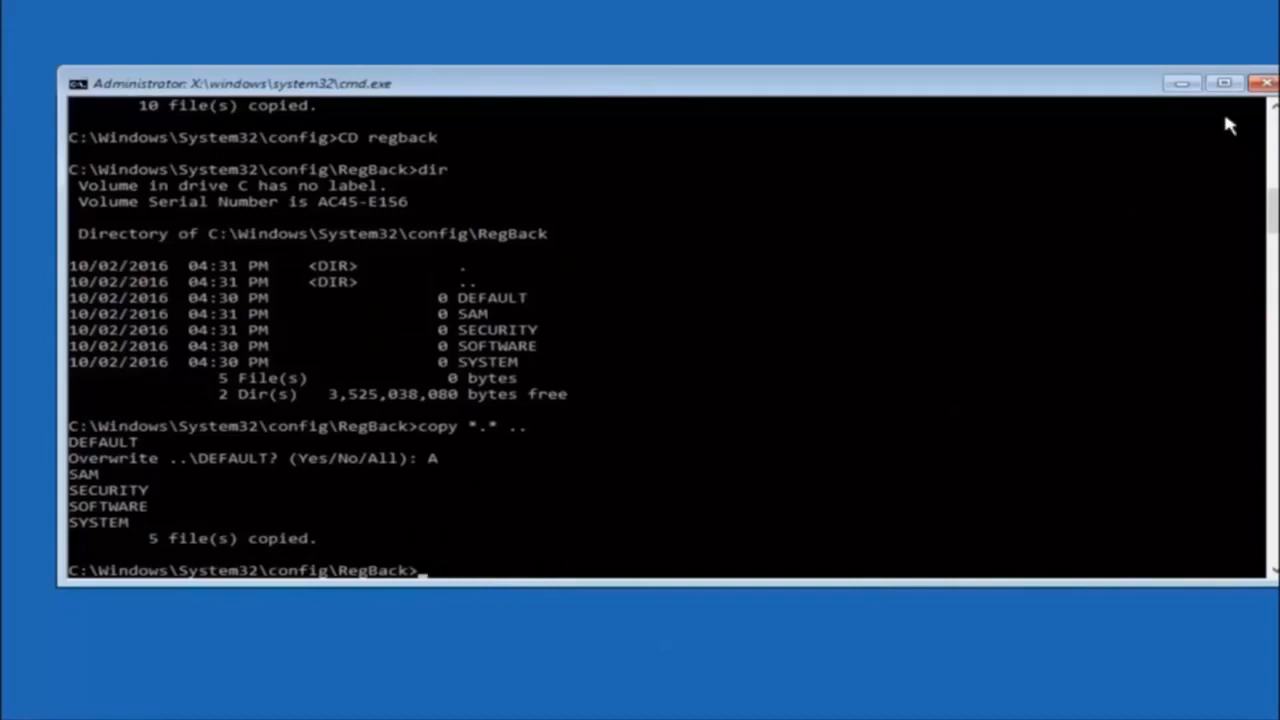 Administrator: X:\windows\system32\cmd.exe
10 file(s) copied.
C:\Windows\System32\config>CD regback
C:\Windows\System32\config\RegBack>dir
Volume in drive C has no label.
Volume Serial Number is AC45-E156
Directory of C:\Windows\System32\config\RegBack
10/02/2016 04:31 PM <DIR> .
10/02/2016 04:31 PM <DIR> ..
10/02/2016 04:30 PM 0 DEFAULT
10/02/2016 04:31 PM 0 SAM
10/02/2016 04:31 PM 0 SECURITY
10/02/2016 04:30 PM 0 SOFTWARE
10/02/2016 04:30 PM 0 SYSTEM
5 File(s) 0 bytes
2 Dir(s) 3,525,038,080 bytes free
C:\Windows\System32\config\RegBack>copy *.* ..
DEFAULT
Overwrite ..\DEFAULT? (Yes/No/All): A
SAM
SECURITY
SOFTWARE
SYSTEM
5 file(s) copied.
C:\Windows\System32\config\RegBack>_